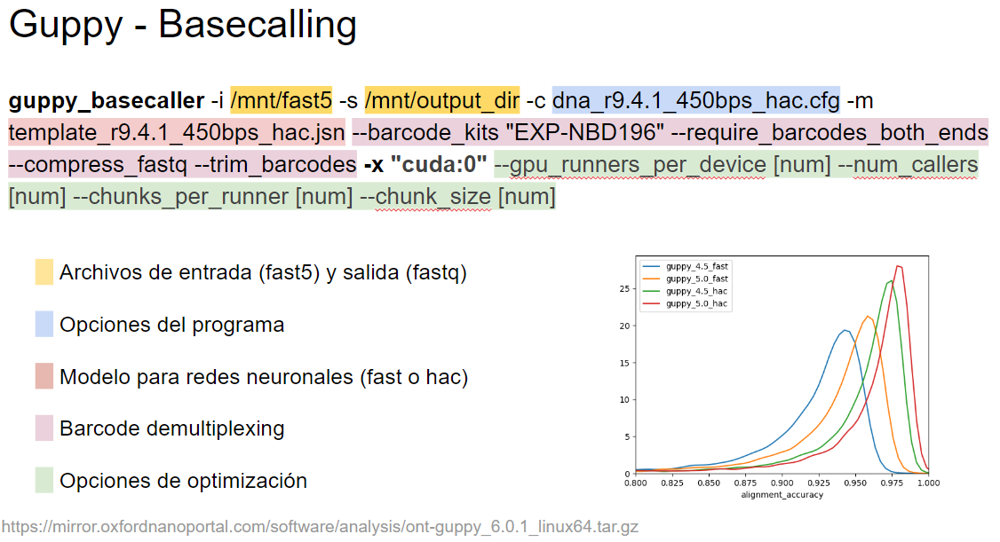 Guppy - Basecalling
guppy_basecaller -i /mnt/fast5 -s /mnt/output_dir -c dna_r9.4.1_450bps_hac.cfg -m
template_r9.4.1_450bps_hac.jsn --barcode_kits "EXP-NBD196" --require_barcodes_both_ends
--compress_fastq --trim_barcodes -x "cuda:0" --gpu_runners_per_device [num] --num_callers
[num] --chunks_per_runner [num] --chunk_size [num]
Archivos de entrada (fast5) y salida (fastq)
Opciones del programa
Modelo para redes neuronales (fast o hac)
Barcode demultiplexing
Opciones de optimización
guppy_4.5_fast
guppy_5.0_fast
guppy_4.5_hac
guppy_5.0_hac
25
20
15
10
5
0
0.800 0.825 0.850 0.875 0.900 0.925 0.950 0.975 1.000
alignment_accuracy
https://mirror.oxfordnanoportal.com/software/analysis/ont-guppy_6.0.1_linux64.tar.gz